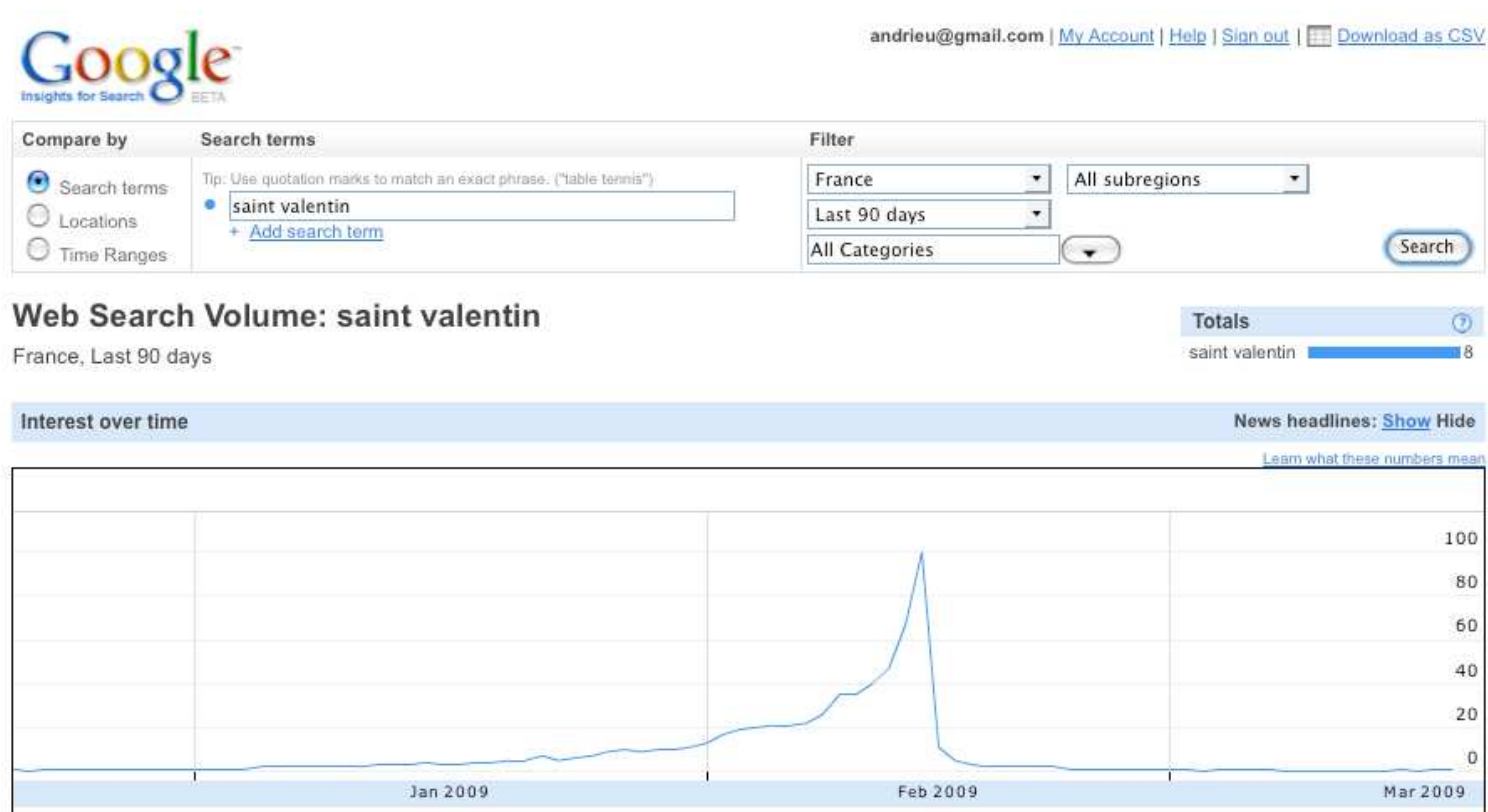 Google
Insights for Search BETA
andrieu@gmail.com | My Account | Help | Sign out | Download as CSV
Compare by
Search terms
Filter
Search terms
Locations
Time Ranges
Tip: Use quotation marks to match an exact phrase. ("table tennis")
saint valentin
+ Add search term
France
All subregions
Last 90 days
All Categories
Search
Web Search Volume: saint valentin
France, Last 90 days
Totals ?
saint valentin 8
Interest over time
News headlines: Show Hide
Learn what these numbers mean
100
80
60
40
20
0
Jan 2009
Feb 2009
Mar 2009